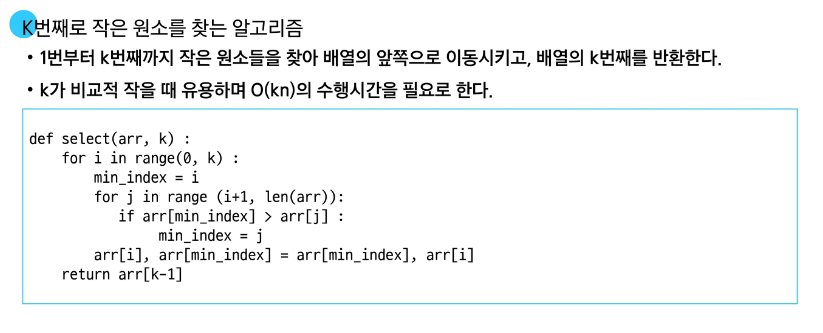 K번째로 작은 원소를 찾는 알고리즘
• 1번부터 k번째까지 작은 원소들을 찾아 배열의 앞쪽으로 이동시키고, 배열의 k번째를 반환한다.
• k가 비교적 작을 때 유용하며 O(kn)의 수행시간을 필요로 한다.
def select(arr, k) :
    for i in range(0, k) :
        min_index = i
        for j in range (i+1, len(arr)):
           if arr[min_index] > arr[j] :
                min_index = j
        arr[i], arr[min_index] = arr[min_index], arr[i]
    return arr[k-1]